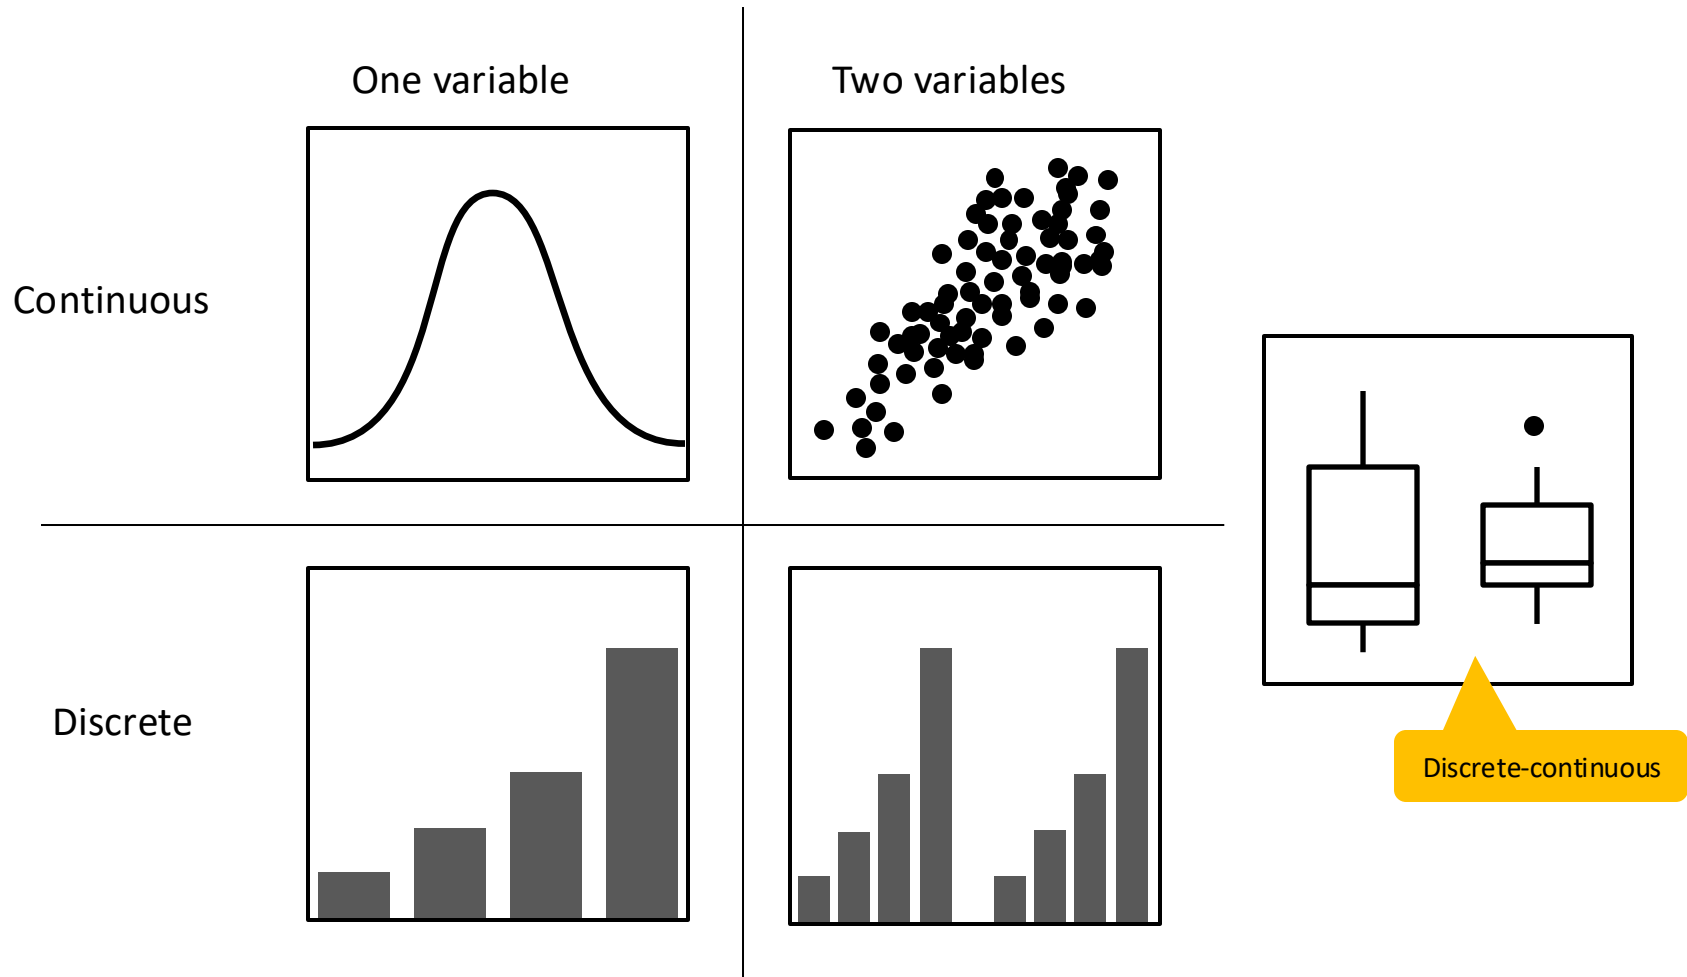 One variable
Two variables
Continuous
Discrete
Discrete-continuous